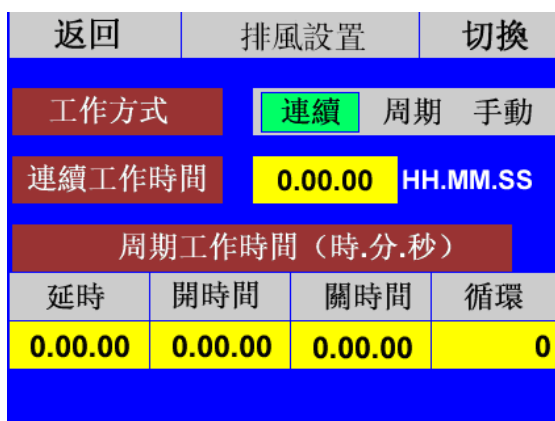 返回 排風設置 切換
工作方式 連續 周期 手動
連續工作時間 0.00.00 HH.MM.SS
周期工作時間（時.分.秒）
延時 開時間 關時間 循環
0.00.00 0.00.00 0.00.00 0